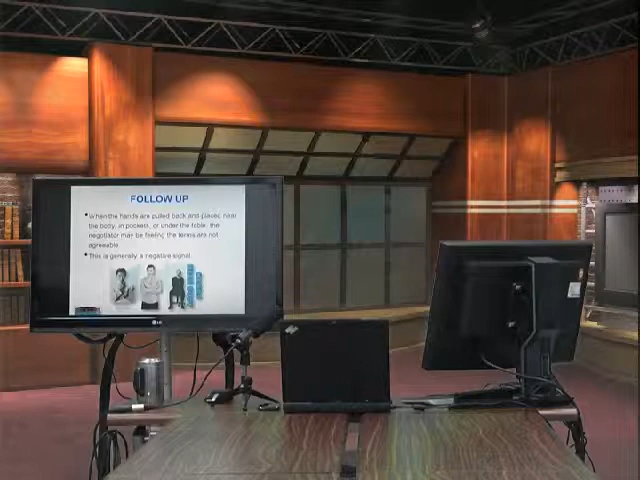 FOLLOW UP
•When the hands are pulled back and placed near
the body, in pockets, or under the table, the
negotiator may be feeling the terms are not
agreeable
•This is generally a negative signal.
LG